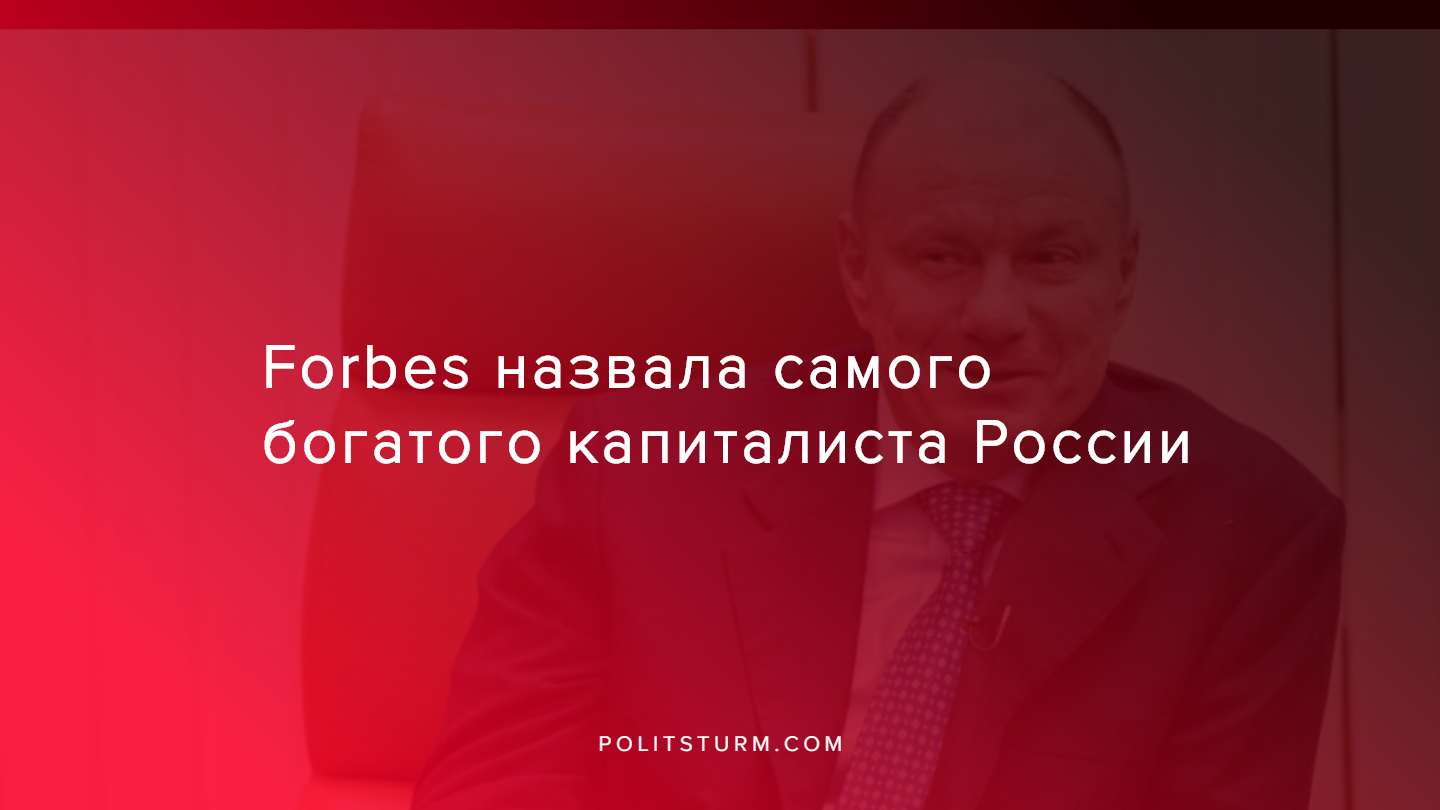 Forbes назвала самого
богатого капиталиста России
POLITSTURM.COM